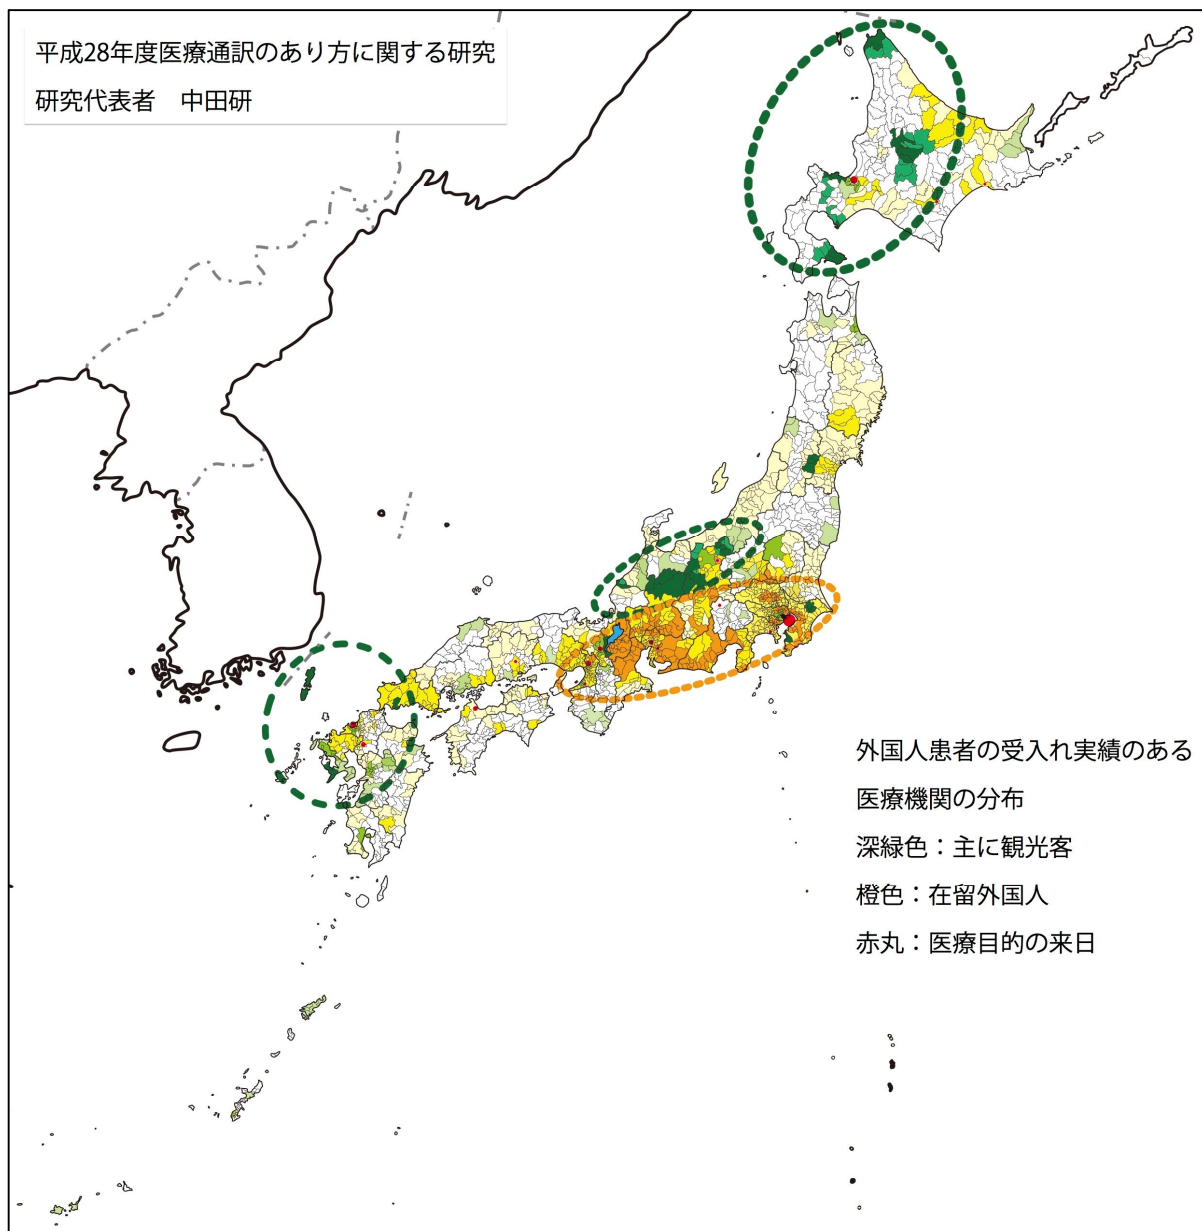 平成28年度医療通訳のあり方に関する研究
研究代表者　中田研
外国人患者の受入れ実績のある
医療機関の分布
深緑色：主に観光客
橙色：在留外国人
赤丸：医療目的の来日